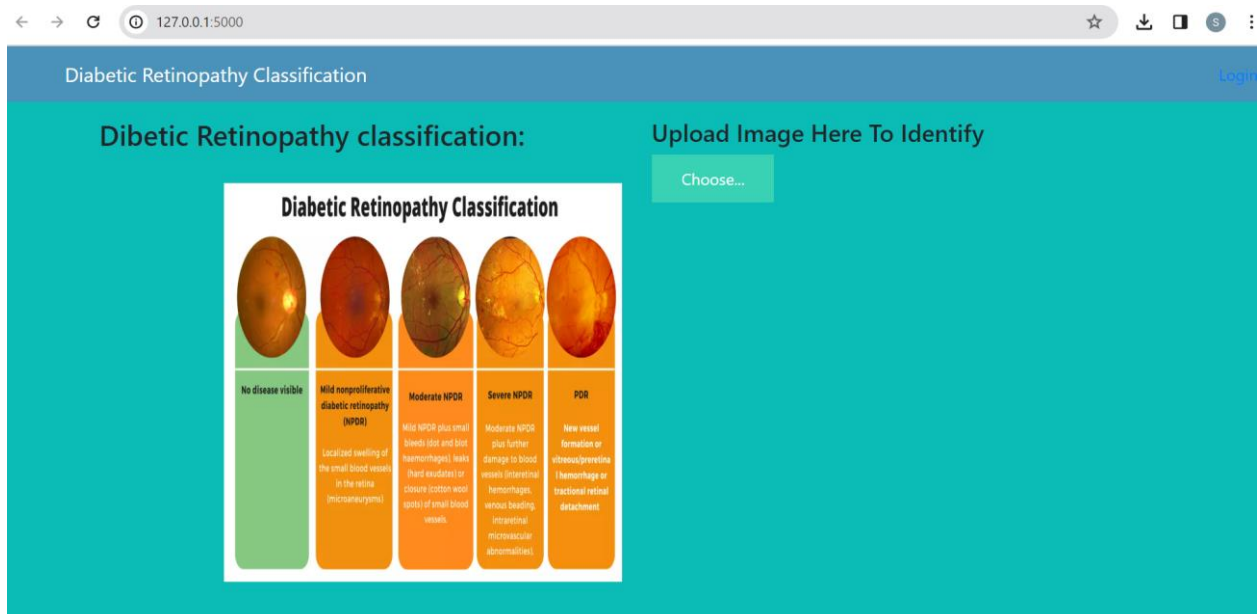 127.0.0.1:5000
S
Diabetic Retinopathy Classification
Login
Dibetic Retinopathy classification:
Upload Image Here To Identify
Choose...
Diabetic Retinopathy Classification
No disease visible
Mild nonproliferative
diabetic retinopathy
(NPDR)
Localized swelling of
the small blood vessels
in the retina
(microaneurysms)
Moderate NPDR
Mild NPDR plus small
bleeds (dot and blot
haemorrhages), leaks
(hard exudates) or
closure (cotton wool
spots) of small blood
vessels.
Severe NPDR
Moderate NPDR
plus further
damage to blood
vessels (interetinal
hemorrhages,
venous beading,
intraretinal
microvascular
abnormalities).
PDR
New vessel
formation or
vitreous/preretina
l hemorrhage or
tractional retinal
detachment